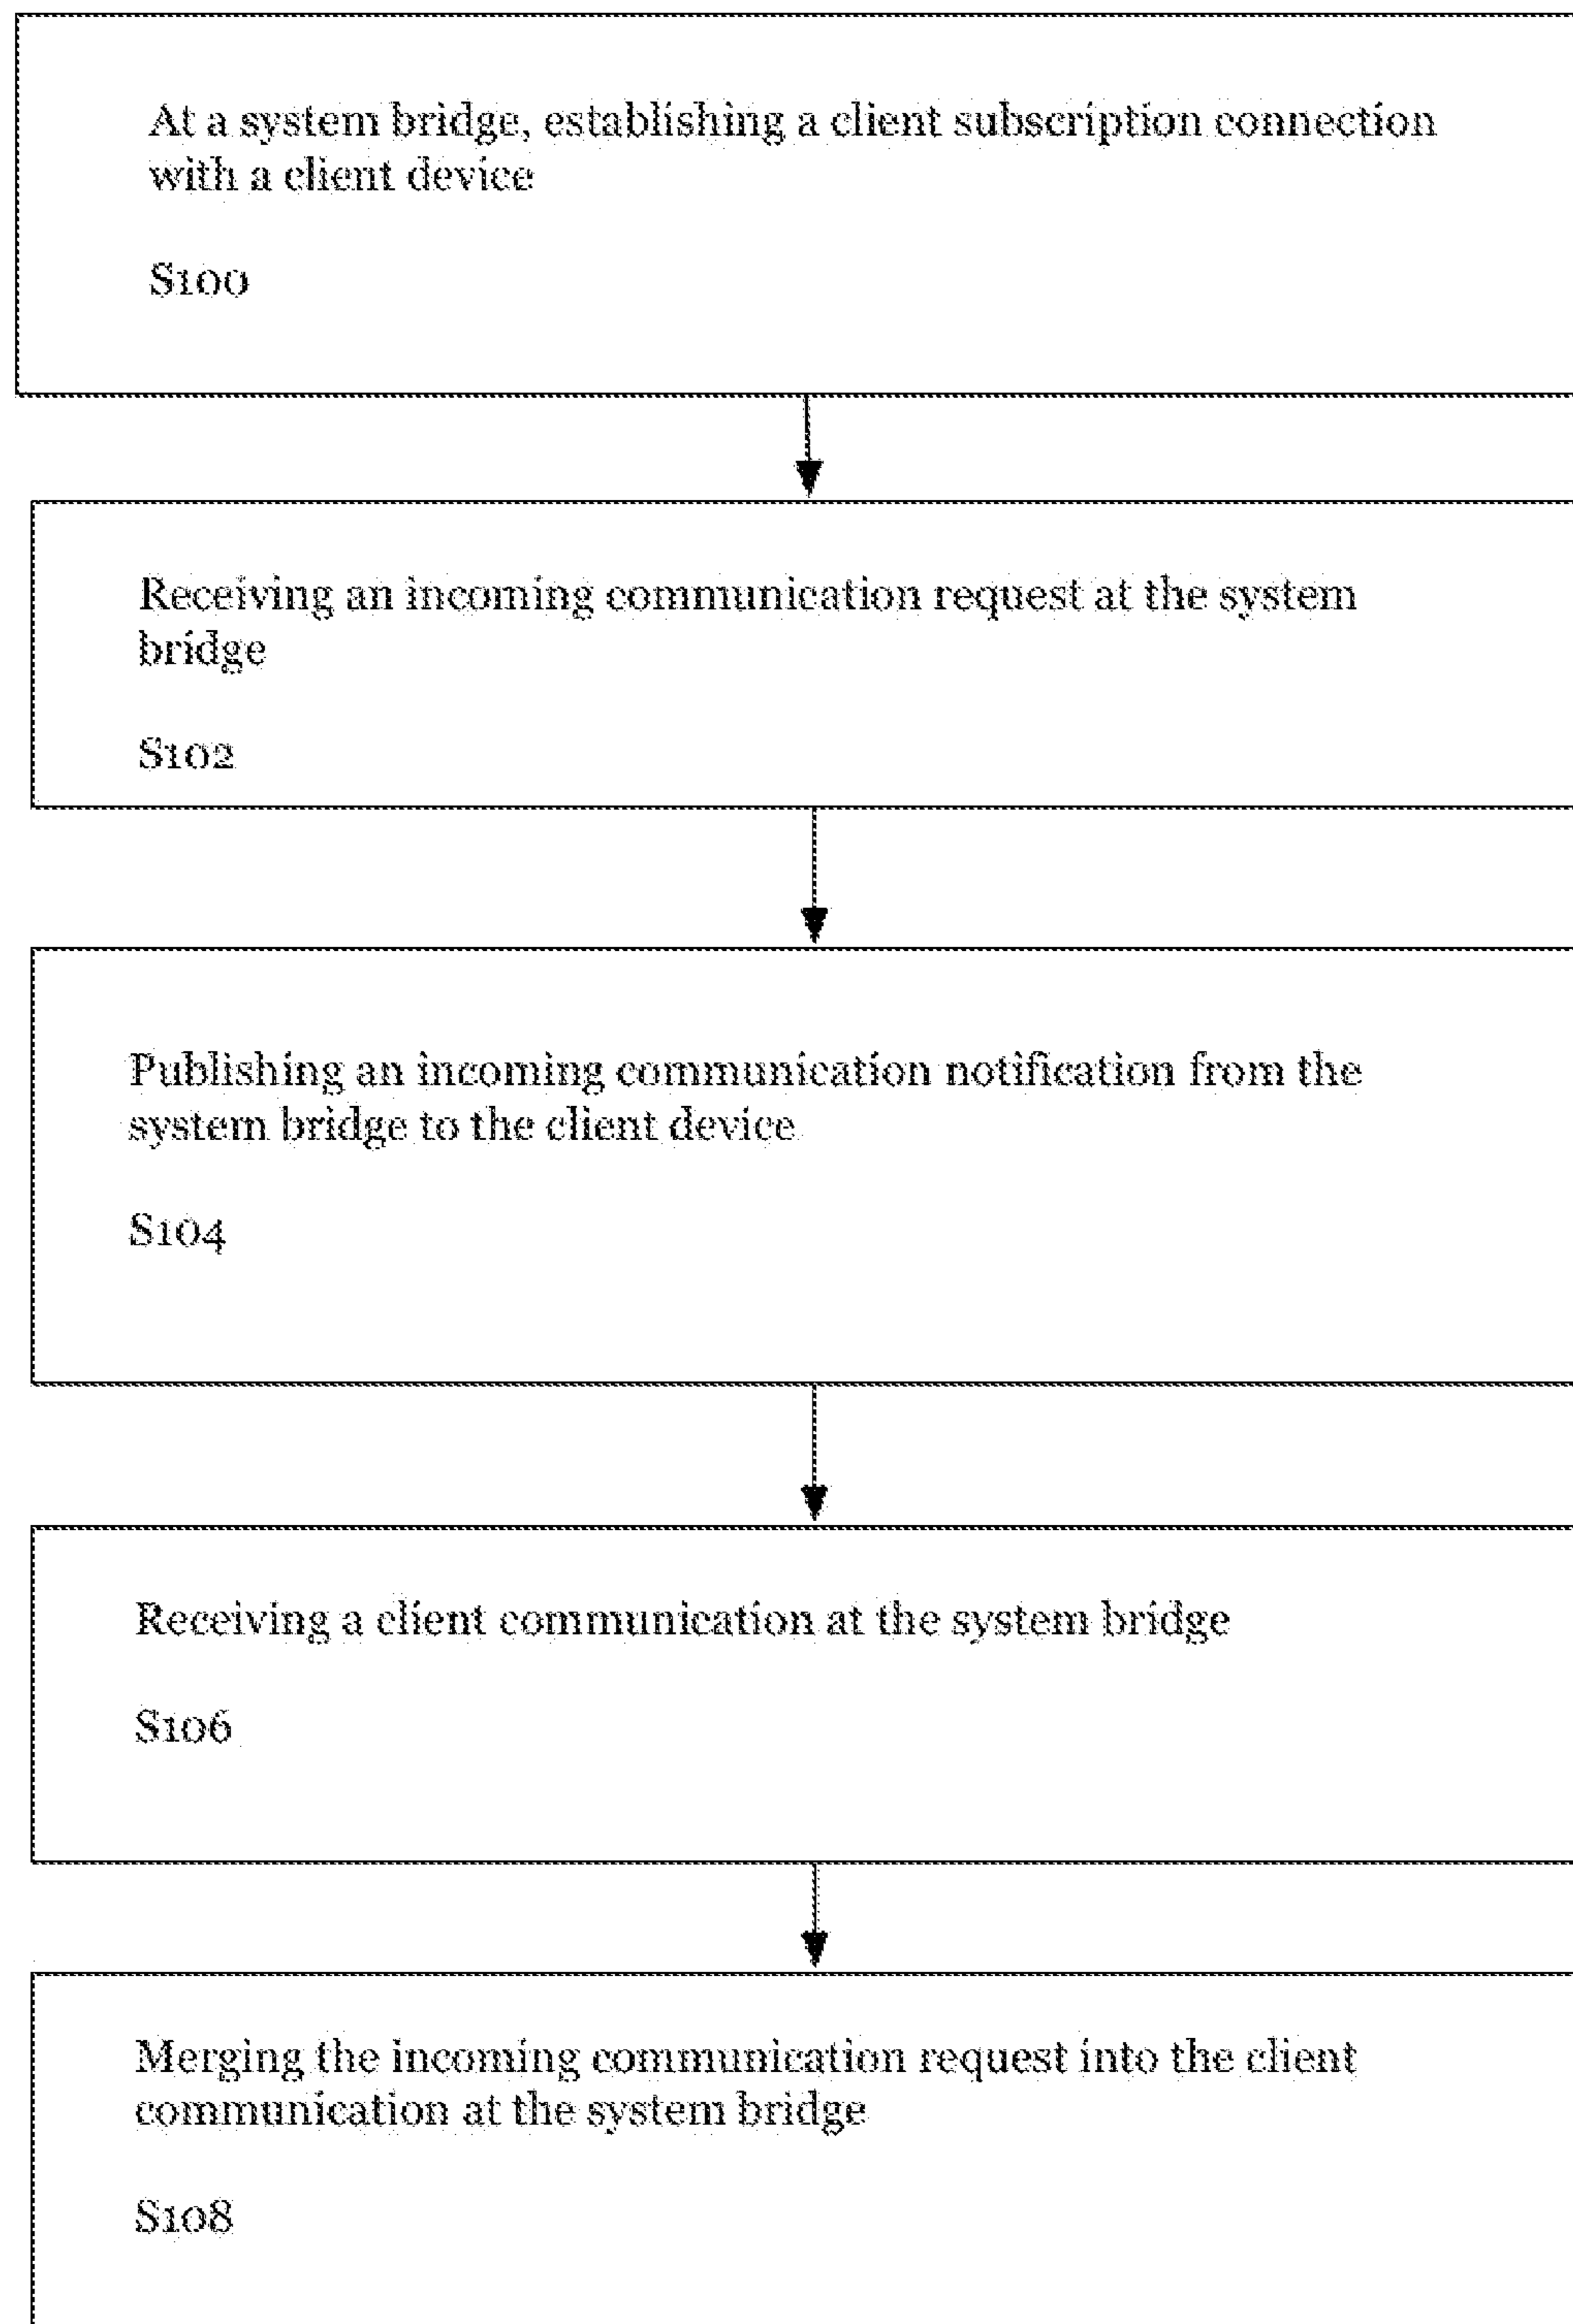 At a system bridge, establishing a client subscription connection
with a client device
S100
Receiving an incoming communication request at the system
bridge
S102
Publishing an incoming communication notification from the
system bridge to the client device
S104
Receiving a client communication at the system bridge
S106
Merging the incoming communication request into the client
communication at the system bridge
S108